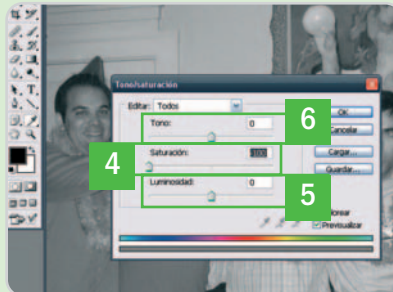 Tono/saturación
Editar: Todos
OK
Tono: 0
6
Cancelar
4
Saturación: -100
Cargar...
Guardar...
Luminosidad: 0
5
Colorear
Previsualizar